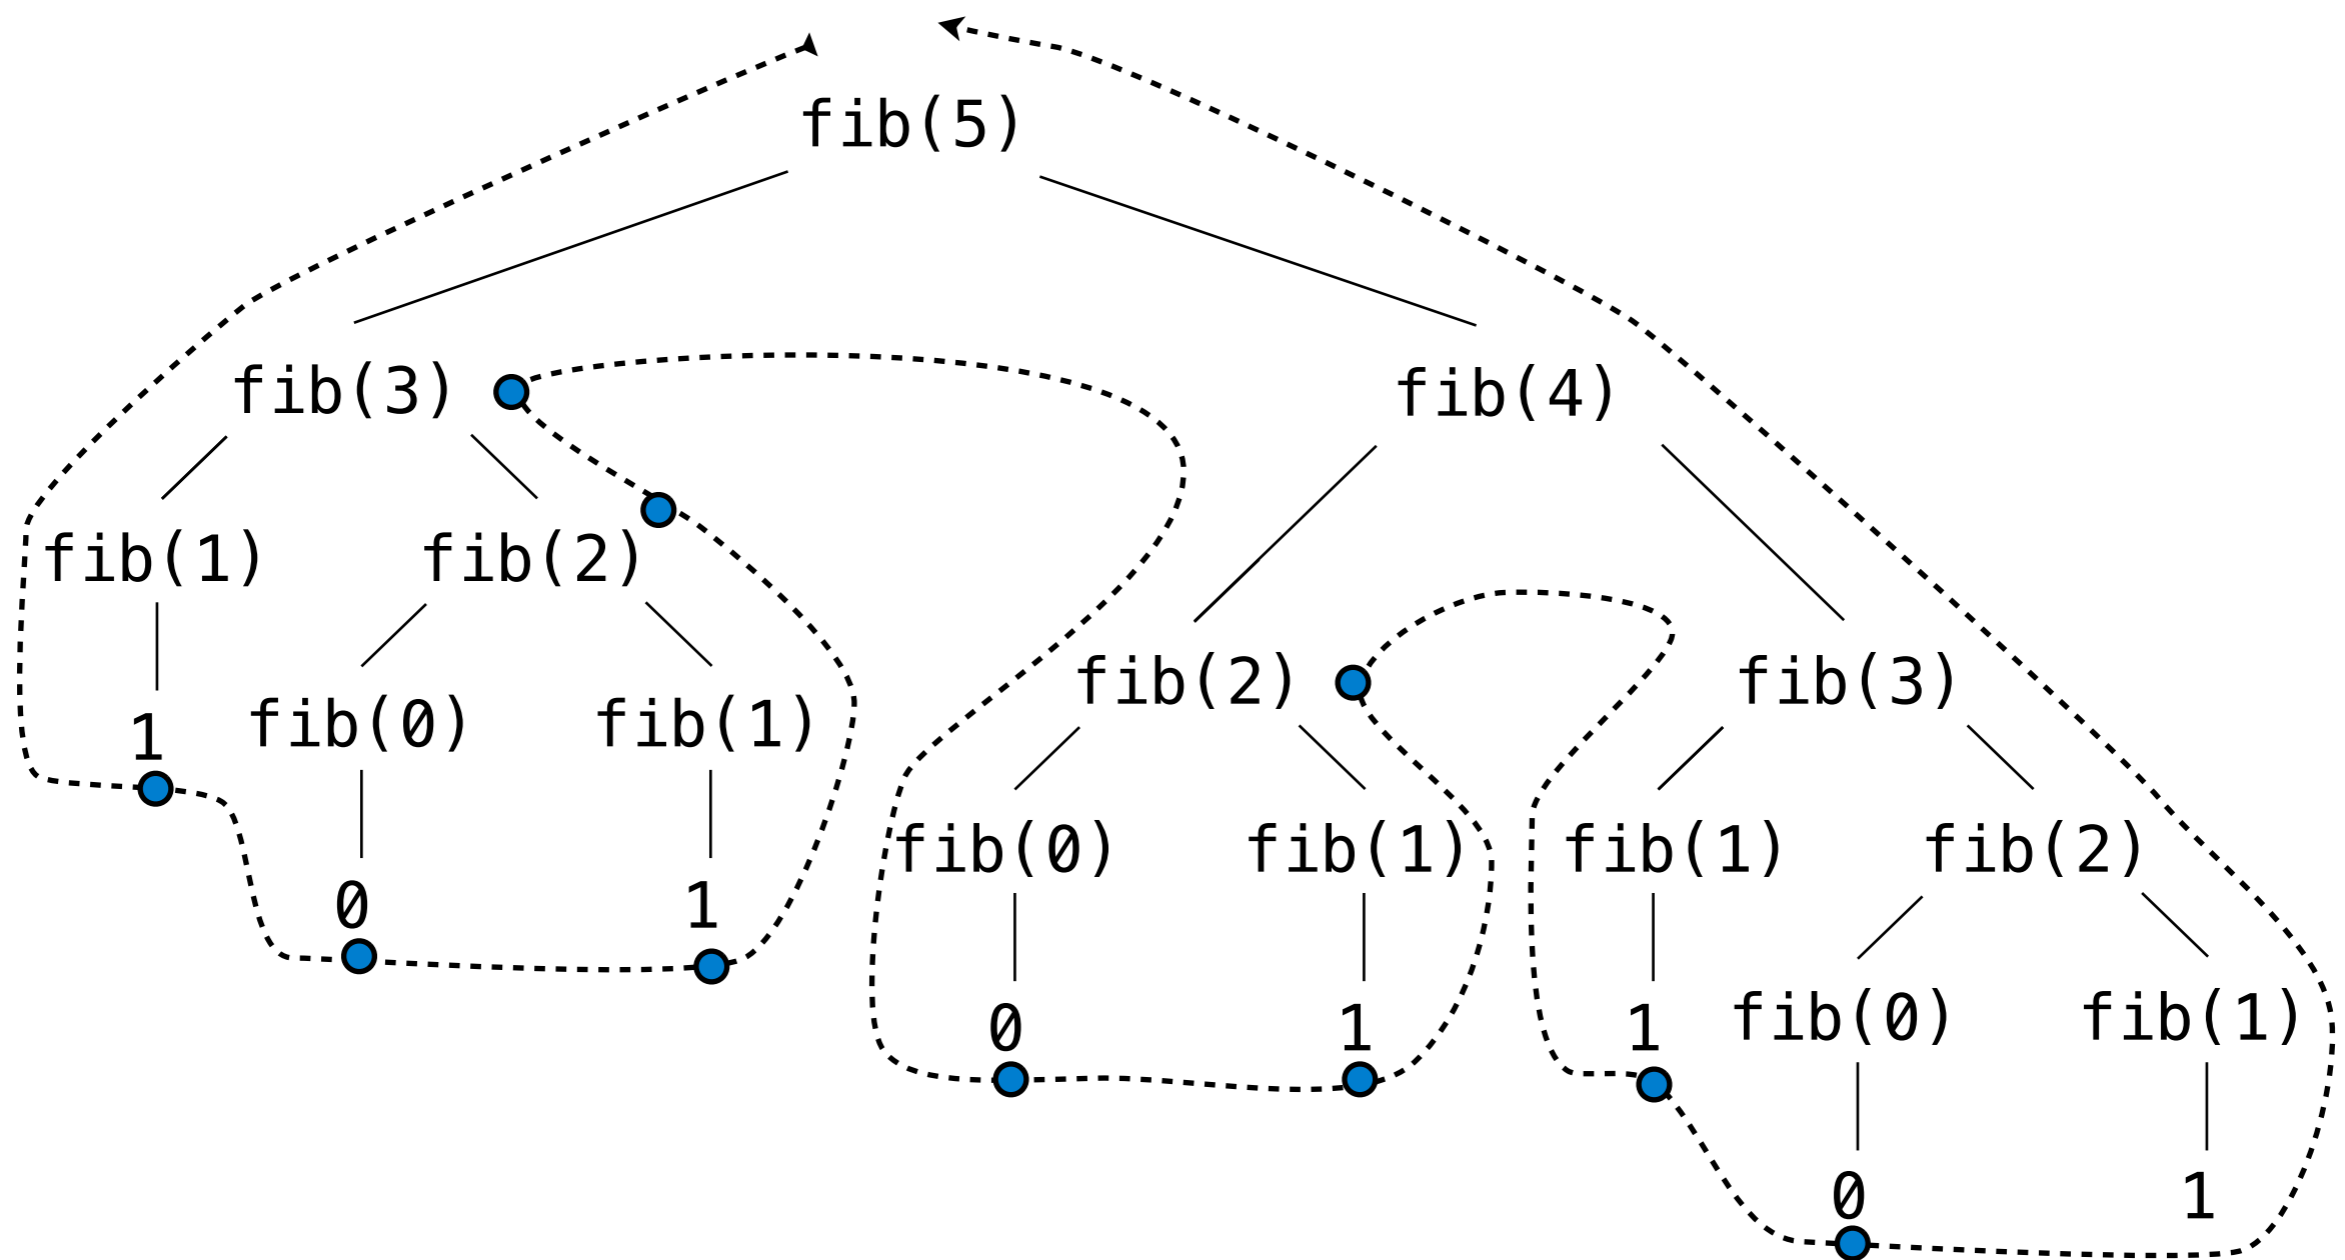 fib(5)
fib(3) fib(4)
fib(1) fib(2)
fib(2) fib(3)
1 fib(0) fib(1)
fib(0) fib(1) fib(1) fib(2)
0 1
0 1 1 fib(0) fib(1)
0 1